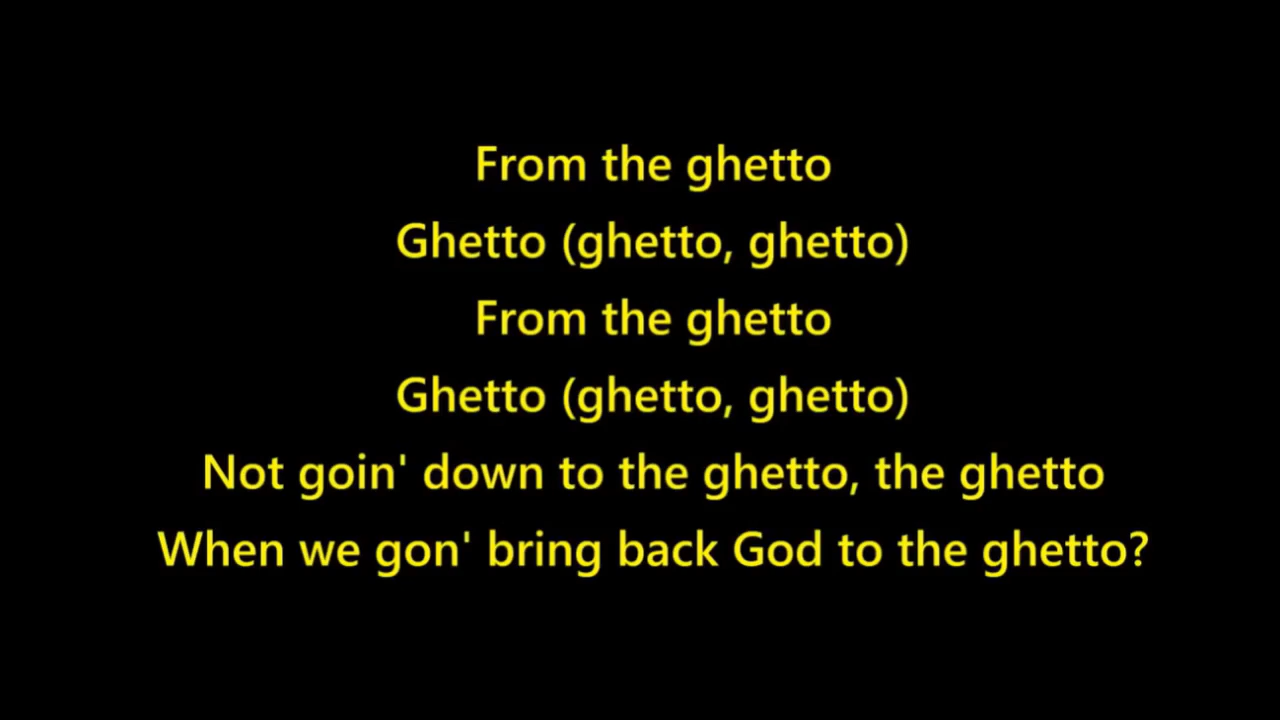 From the ghetto
Ghetto (ghetto, ghetto)
From the ghetto
Ghetto (ghetto, ghetto)
Not goin' down to the ghetto, the ghetto
When we gon' bring back God to the ghetto?